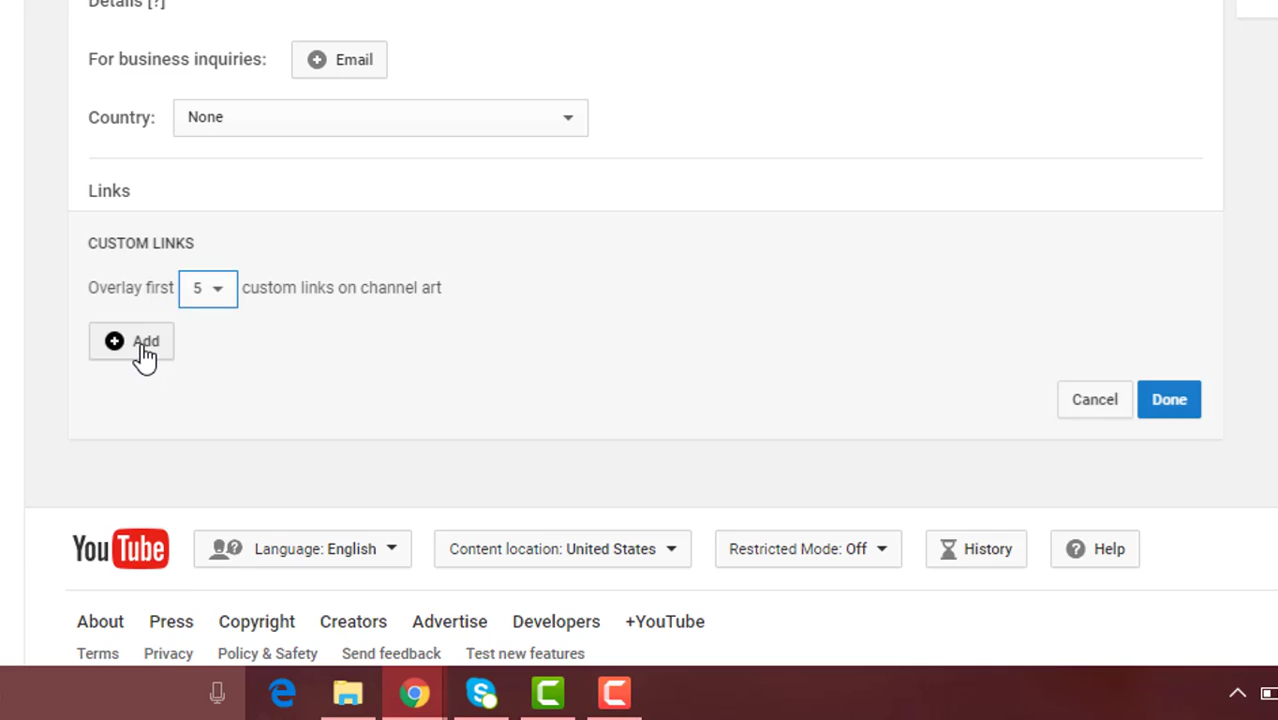 Details [?]
For business inquiries: Email
Country: None
Links
CUSTOM LINKS
Overlay first 5 custom links on channel art
Add
Cancel Done
YouTube Language: English Content location: United States Restricted Mode: Off History Help
About Press Copyright Creators Advertise Developers +YouTube
Terms Privacy Policy & Safety Send feedback Test new features